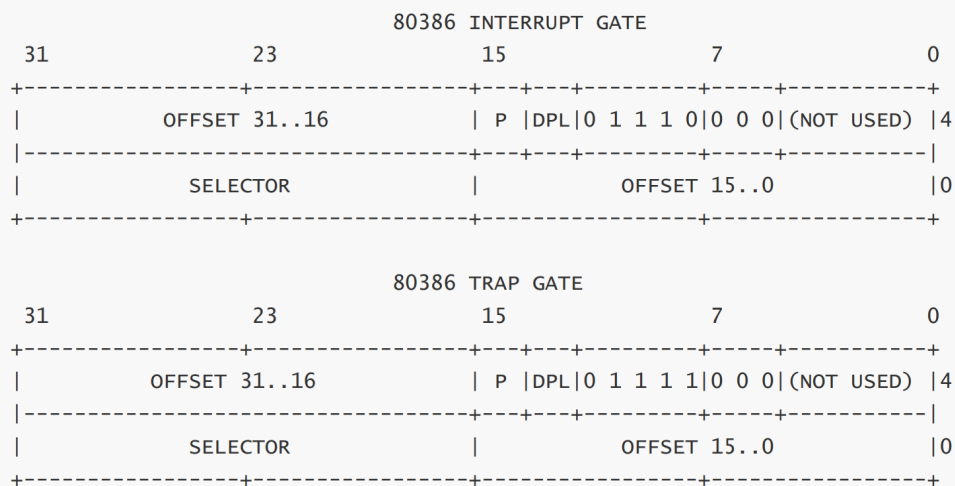 80386 INTERRUPT GATE
31                23                15                7                0
+-----------------+-----------------+---+---+---------+-----+-----------+
|           OFFSET 31..16           | P |DPL|0 1 1 1 0|0 0 0|(NOT USED) |4
|-----------------------------------+---+---+---------+-----+-----------|
|             SELECTOR              |           OFFSET 15..0            |0
+-----------------+-----------------+-----------------+-----------------+
80386 TRAP GATE
31                23                15                7                0
+-----------------+-----------------+---+---+---------+-----+-----------+
|          OFFSET 31..16            | P |DPL|0 1 1 1 1|0 0 0|(NOT USED) |4
|-----------------------------------+---+---+---------+-----+-----------|
|             SELECTOR              |           OFFSET 15..0            |0
+-----------------+-----------------+-----------------+-----------------+